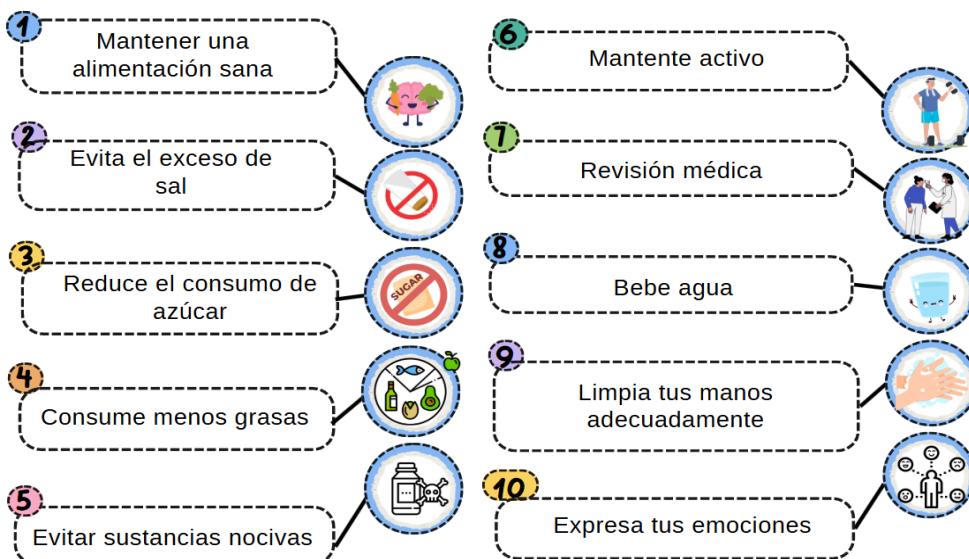 1
Mantener una
alimentación sana
2
Evita el exceso de
sal
3
Reduce el consumo de
azúcar
SUGAR
4
Consume menos grasas
5
Evitar sustancias nocivas
6
Mantente activo
7
Revisión médica
8
Bebe agua
9
Limpia tus manos
adecuadamente
10
Expresa tus emociones